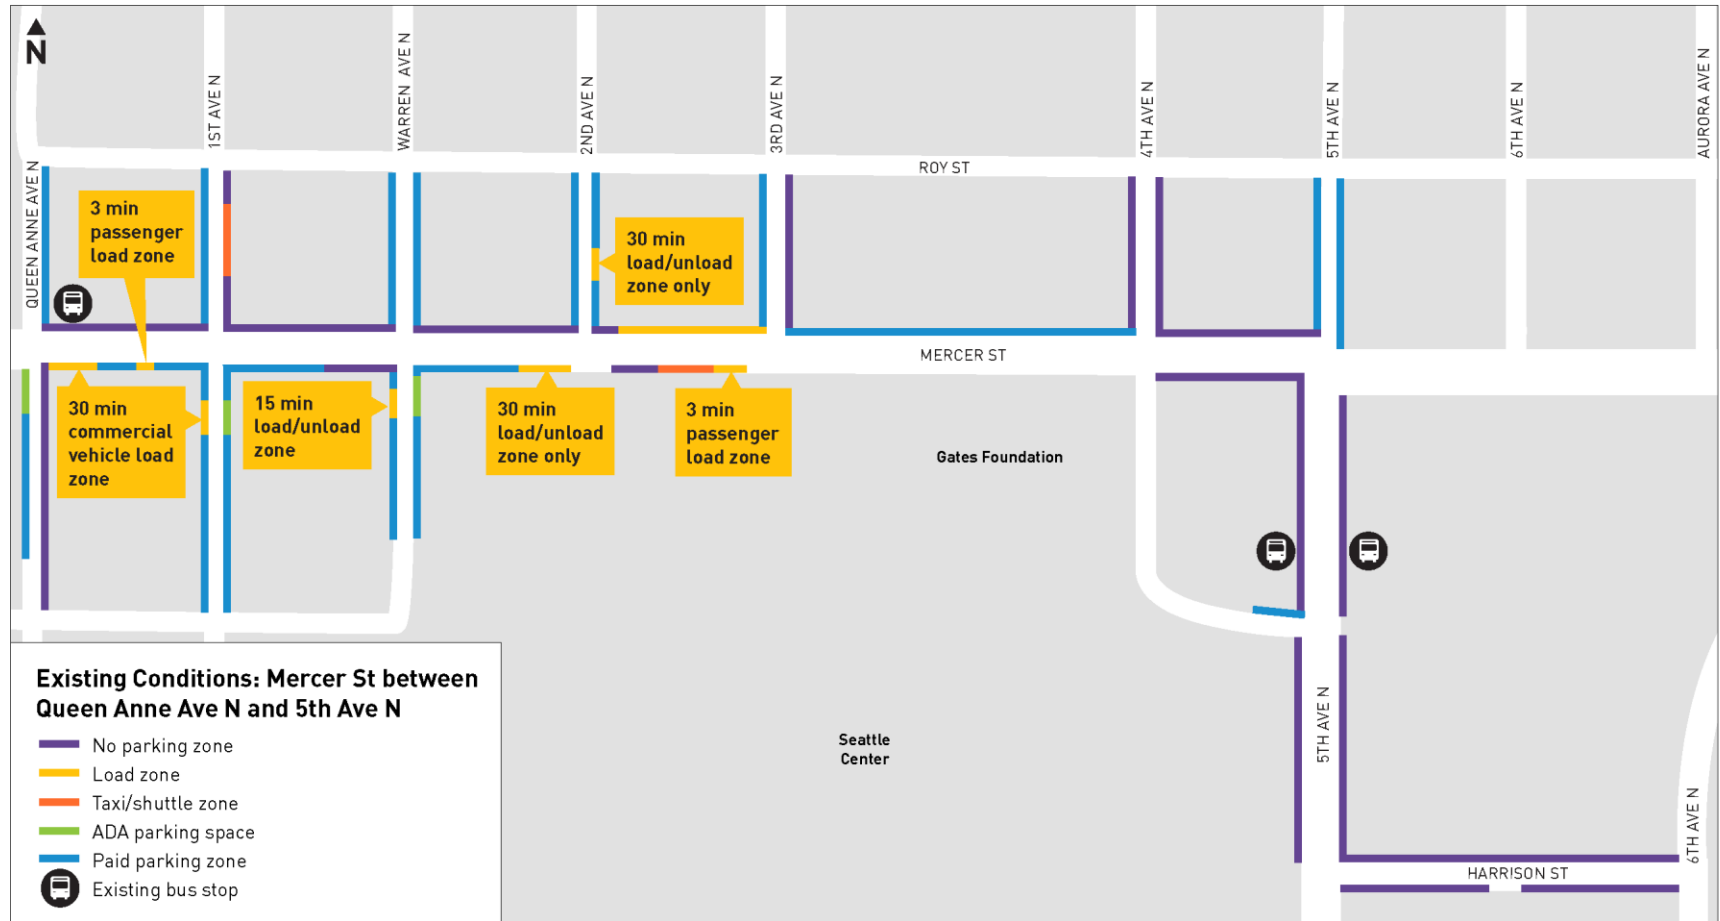 N
QUEEN ANNE AVE N
1ST AVE N
WARREN AVE N
2ND AVE N
3RD AVE N
4TH AVE N
5TH AVE N
6TH AVE N
AURORA AVE N
ROY ST
3 min
passenger
load zone
30 min
load/unload
zone only
MERCER ST
30 min
commercial
vehicle load
zone
15 min
load/unload
zone
30 min
load/unload
zone only
3 min
passenger
load zone
Gates Foundation
Seattle
Center
5TH AVE N
6TH AVE N
HARRISON ST
Existing Conditions: Mercer St between
Queen Anne Ave N and 5th Ave N
No parking zone
Load zone
Taxi/shuttle zone
ADA parking space
Paid parking zone
Existing bus stop